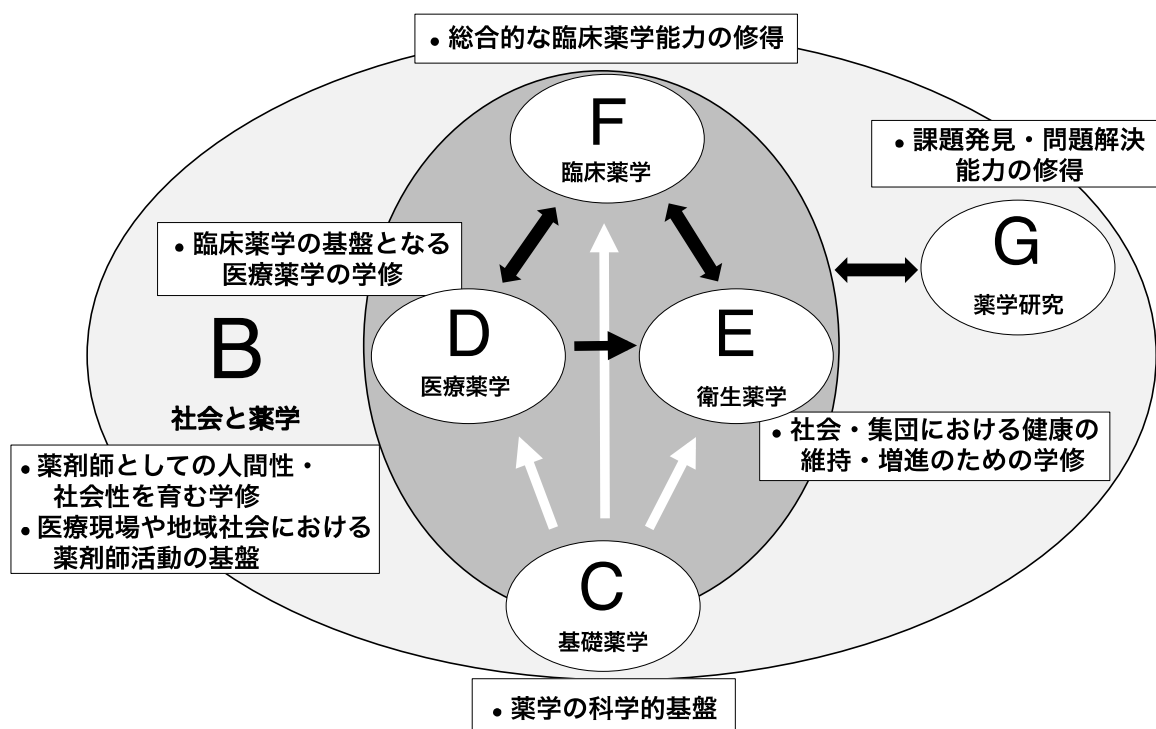 • 総合的な臨床薬学能力の修得
F
臨床薬学
• 課題発見・問題解決
能力の修得
G
薬学研究
• 臨床薬学の基盤となる
医療薬学の学修
D
医療薬学
E
衛生薬学
B
社会と薬学
• 社会・集団における健康の
維持・増進のための学修
• 薬剤師としての人間性・
社会性を育む学修
• 医療現場や地域社会における
薬剤師活動の基盤
C
基礎薬学
• 薬学の科学的基盤